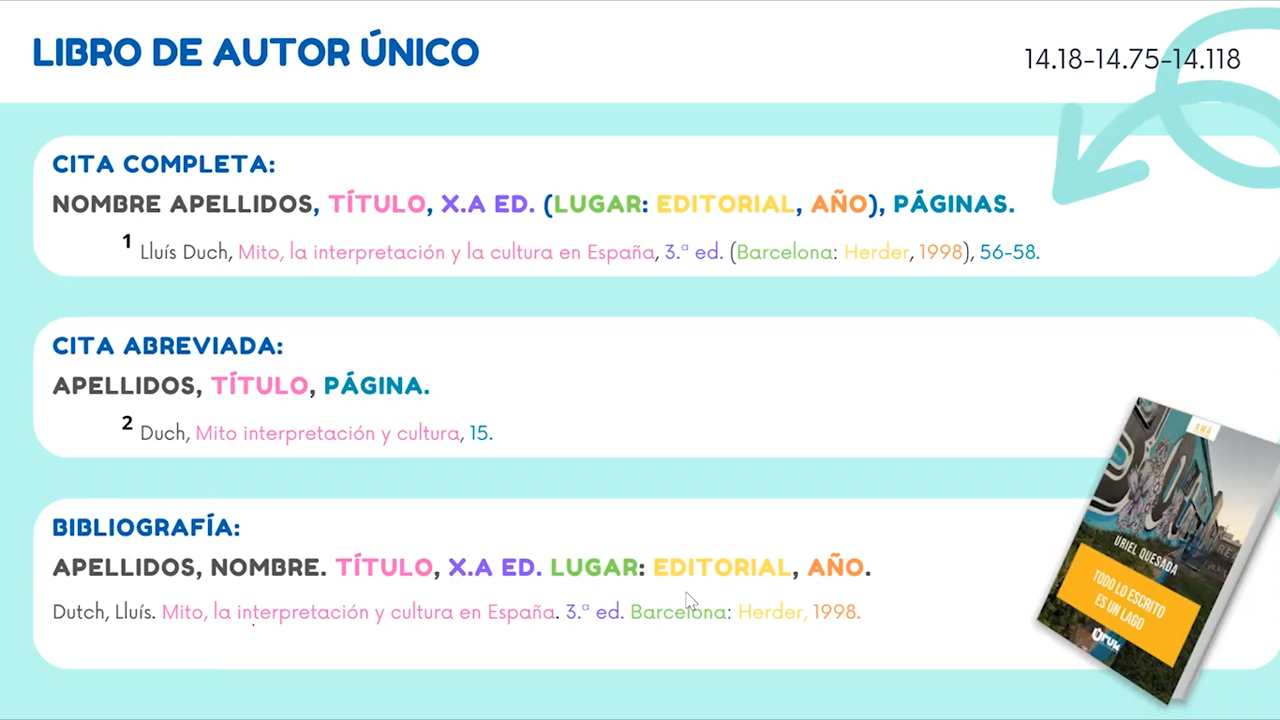 LIBRO DE AUTOR ÚNICO
14.18-14.75-14.118
CITA COMPLETA:
NOMBRE APELLIDOS, TÍTULO, X.A ED. (LUGAR: EDITORIAL, AÑO), PÁGINAS.
1 Lluís Duch, Mito, la interpretación y la cultura en España, 3.ª ed. (Barcelona: Herder, 1998), 56-58.
CITA ABREVIADA:
APELLIDOS, TÍTULO, PÁGINA.
2 Duch, Mito interpretación y cultura, 15.
BIBLIOGRAFÍA:
APELLIDOS, NOMBRE. TÍTULO, X.A ED. LUGAR: EDITORIAL, AÑO.
Dutch, Lluís. Mito, la interpretación y cultura en España. 3.ª ed. Barcelona: Herder, 1998.
URIEL QUESADA
TODO LO ESCRITO
ES UN LAGO